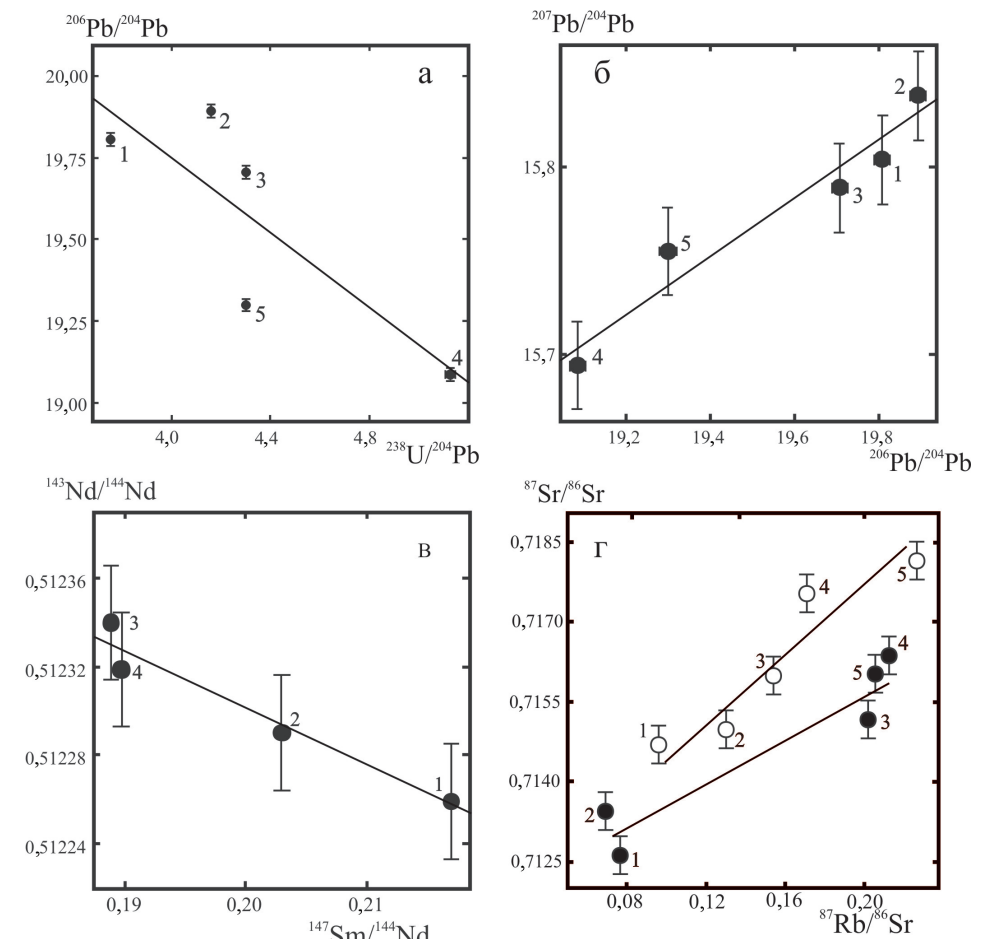 ²⁰⁶Pb/²⁰⁴Pb
а
20,00
19,75
19,50
19,25
19,00
1
2
3
5
4
4,0 4,4 4,8
²³⁸U/²⁰⁴Pb
²⁰⁷Pb/²⁰⁴Pb
б
15,8
15,7
2
1
3
5
4
19,2 19,4 19,6 19,8
²⁰⁶Pb/²⁰⁴Pb
¹⁴³Nd/¹⁴⁴Nd
в
0,51236
0,51232
0,51228
0,51224
3
4
2
1
0,19 0,20 0,21
¹⁴⁷Sm/¹⁴⁴Nd
⁸⁷Sr/⁸⁶Sr
г
0,7185
0,7170
0,7155
0,7140
0,7125
5
4
3
1
2
4
5
3
2
1
0,08 0,12 0,16 0,20
⁸⁷Rb/⁸⁶Sr